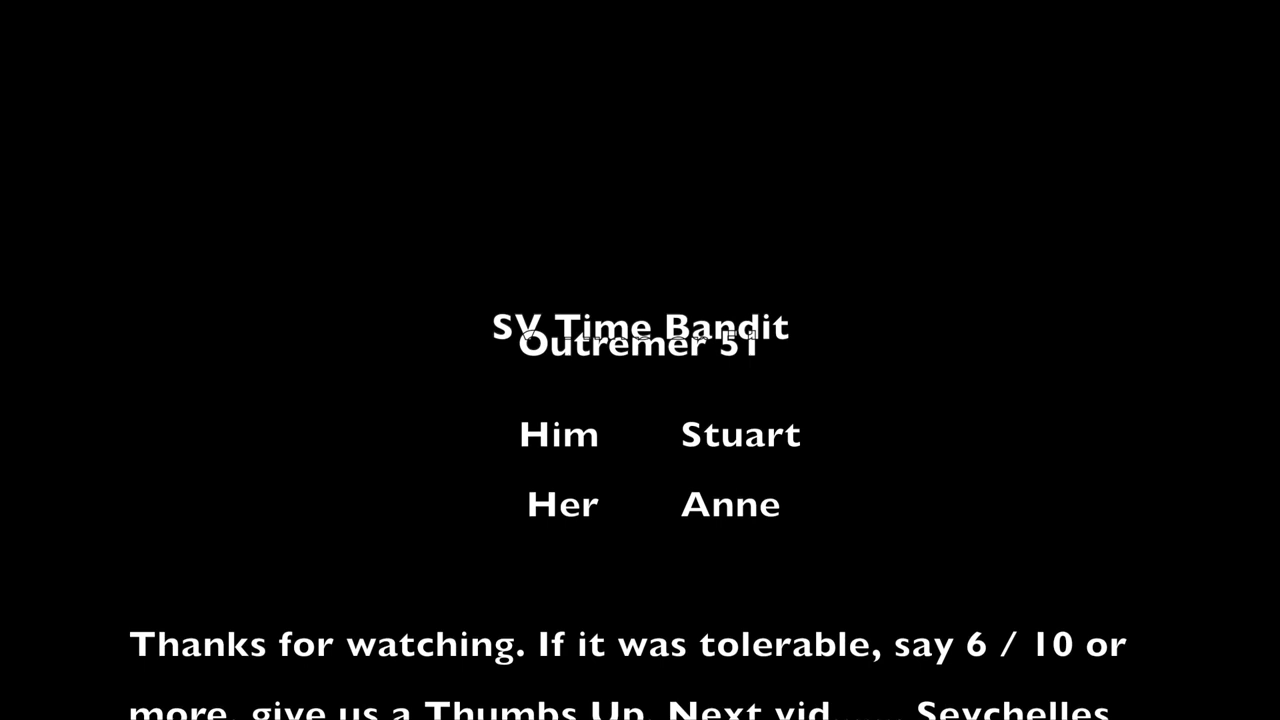 SV Time Bandit
Outremer 51
Him Stuart
Her Anne
Thanks for watching. If it was tolerable, say 6 / 10 or
more, give us a Thumbs Up. Next vid....... Seychelles